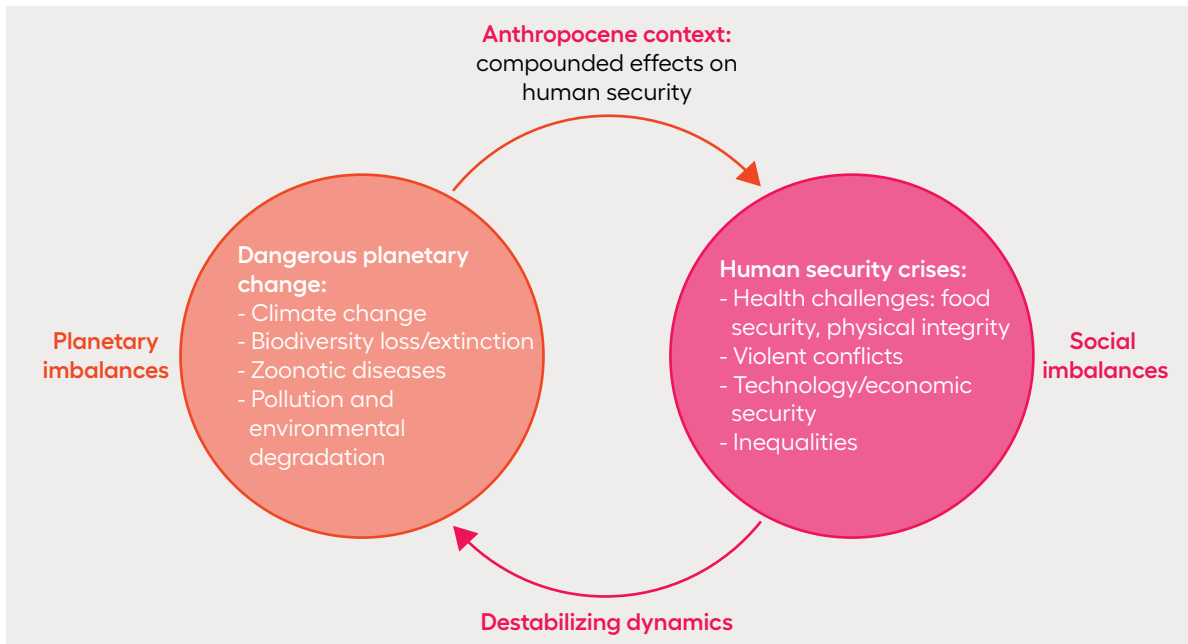 Anthropocene context:
compounded effects on
human security
Planetary
imbalances
Dangerous planetary
change:
- Climate change
- Biodiversity loss/extinction
- Zoonotic diseases
- Pollution and
environmental
degradation
Human security crises:
- Health challenges: food
security, physical integrity
- Violent conflicts
- Technology/economic
security
- Inequalities
Social
imbalances
Destabilizing dynamics